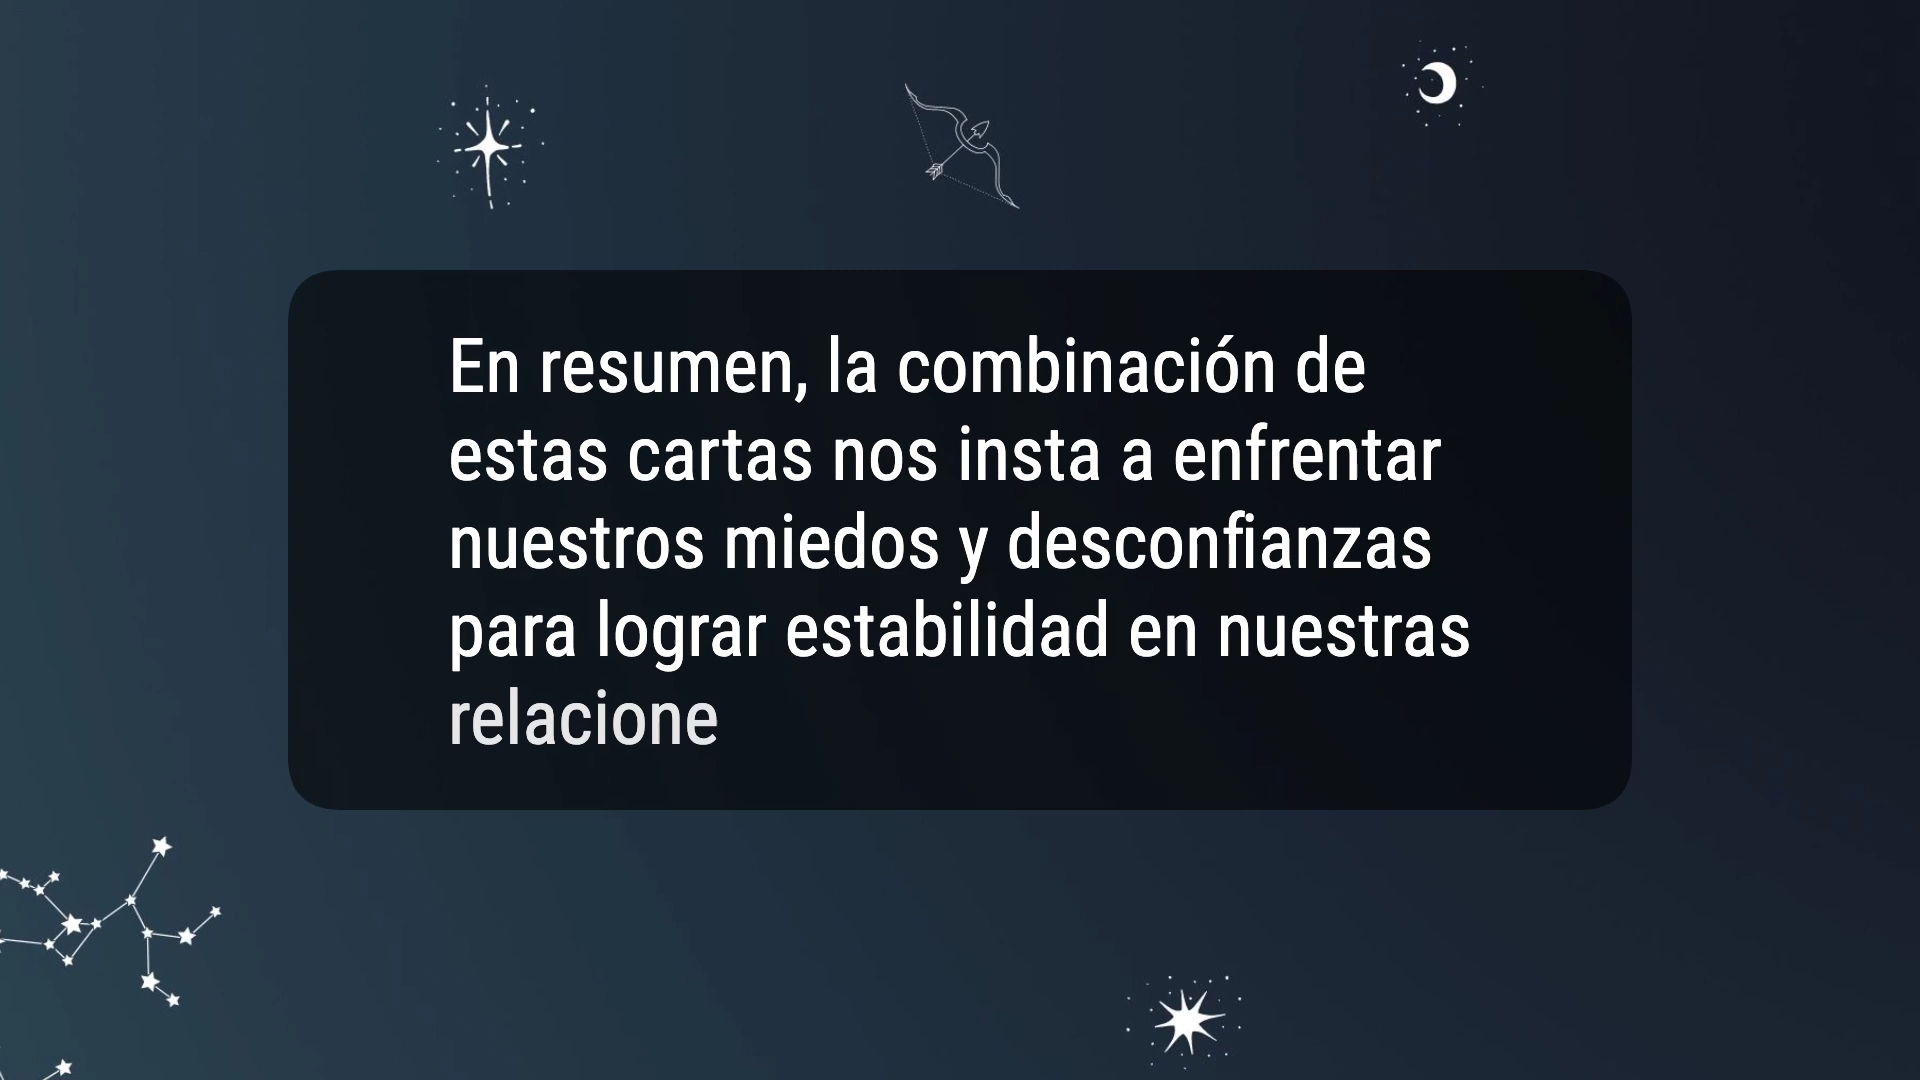 En resumen, la combinación de
estas cartas nos insta a enfrentar
nuestros miedos y desconfianzas
para lograr estabilidad en nuestras
relacione